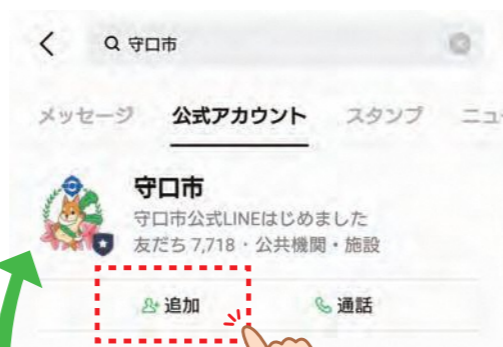 守口市
メッセージ 公式アカウント スタンプ ニュ
守口市
守口市公式LINEはじめました
友だち 7,718・公共機関・施設
追加 通話